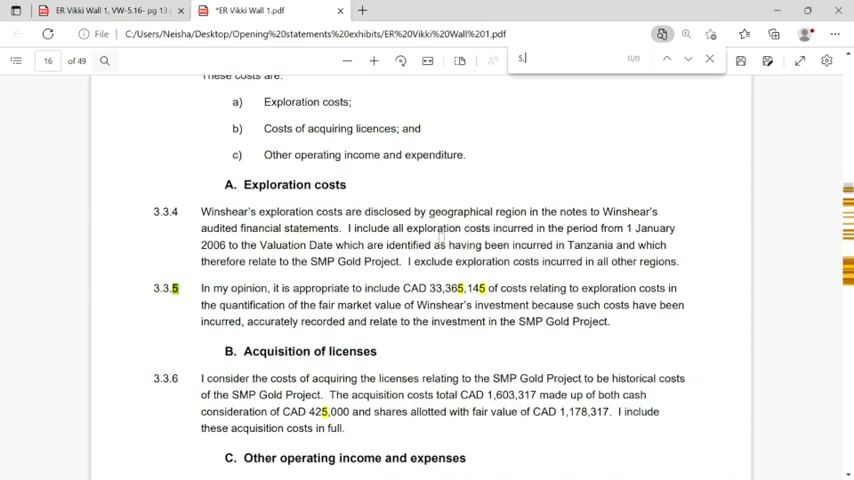 ER Vikki Wall 1, VW-5.16- pg 13.
*ER Vikki Wall 1.pdf
File
C:/Users/Neisha/Desktop/Opening%20statements%20exhibits/ER%20Vikki%20Wall%201.pdf
16 of 49
5.
0/0
These costs are:
a) Exploration costs;
b) Costs of acquiring licences; and
c) Other operating income and expenditure.
A. Exploration costs
3.3.4 Winshear's exploration costs are disclosed by geographical region in the notes to Winshear's
audited financial statements. I include all exploration costs incurred in the period from 1 January
2006 to the Valuation Date which are identified as having been incurred in Tanzania and which
therefore relate to the SMP Gold Project. I exclude exploration costs incurred in all other regions.
3.3.5 In my opinion, it is appropriate to include CAD 33,365,145 of costs relating to exploration costs in
the quantification of the fair market value of Winshear's investment because such costs have been
incurred, accurately recorded and relate to the investment in the SMP Gold Project.
B. Acquisition of licenses
3.3.6 I consider the costs of acquiring the licenses relating to the SMP Gold Project to be historical costs
of the SMP Gold Project. The acquisition costs total CAD 1,603,317 made up of both cash
consideration of CAD 425,000 and shares allotted with fair value of CAD 1,178,317. I include
these acquisition costs in full.
C. Other operating income and expenses